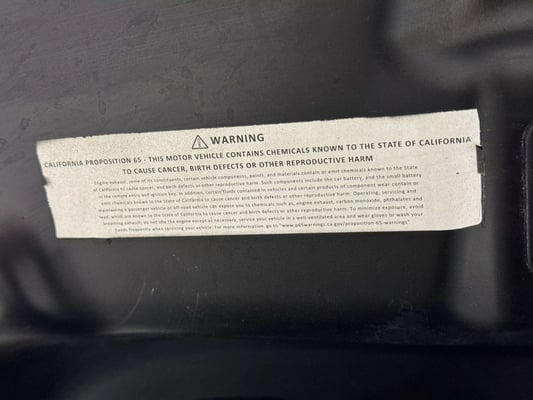 ⚠ WARNING
CALIFORNIA PROPOSITION 65 - THIS MOTOR VEHICLE CONTAINS CHEMICALS KNOWN TO THE STATE OF CALIFORNIA
TO CAUSE CANCER, BIRTH DEFECTS OR OTHER REPRODUCTIVE HARM
Engine exhaust, some of its constituents, certain vehicle components, paints, and materials contain or emit chemicals known to the State
of California to cause cancer, and birth defects or other reproductive harm. Such components include the car battery, and the small battery
in the remote entry and ignition key. In addition, certain fluids contained in vehicles and certain products of component wear contain or
emit chemicals known to the State of California to cause cancer and birth defects or other reproductive harm. Operating, servicing and
maintaining a passenger vehicle or off-road vehicle can expose you to chemicals such as, engine exhaust, carbon monoxide, phthalates and
lead, which are known to the State of California to cause cancer and birth defects or other reproductive harm. To minimize exposure, avoid
breathing exhaust, do not idle the engine except as necessary, service your vehicle in a well-ventilated area and wear gloves or wash your
hands frequently when servicing your vehicle. For more information go to "www.p65warnings.ca.gov/proposition-65-warnings"